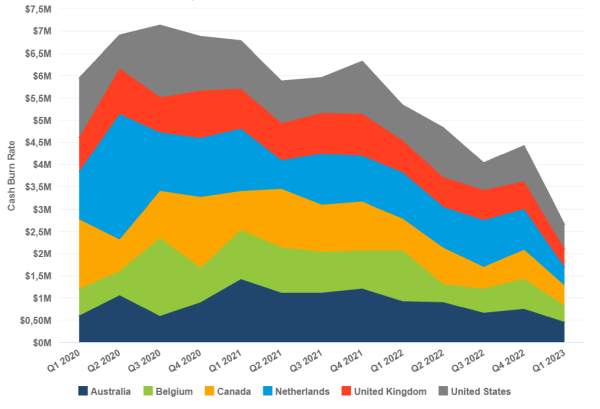 $7,5M
$7M
$6,5M
$6M
$5,5M
$5M
$4,5M
$4M
$3,5M
$3M
$2,5M
$2M
$1,5M
$1M
$0,50M
$0M
Cash Burn Rate
Q1 2020 Q2 2020 Q3 2020 Q4 2020 Q1 2021 Q2 2021 Q3 2021 Q4 2021 Q1 2022 Q2 2022 Q3 2022 Q4 2022 Q1 2023
Australia Belgium Canada Netherlands United Kingdom United States